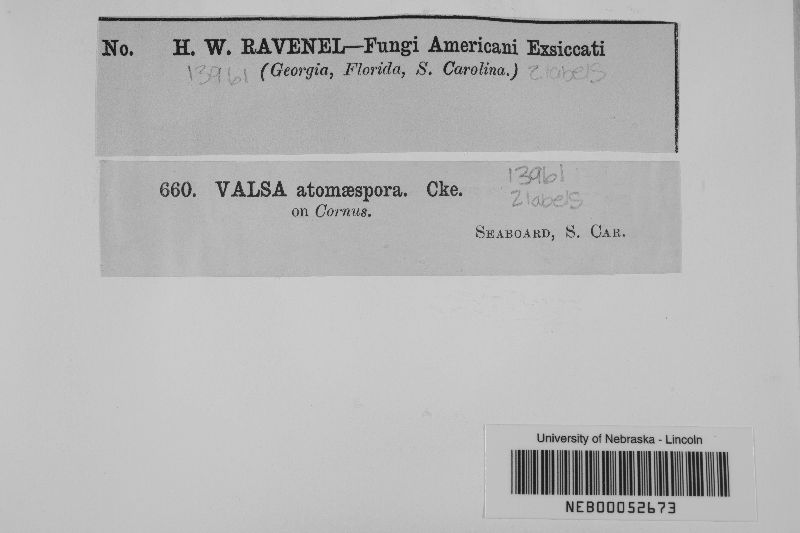 No. H. W. RAVENEL—Fungi Americani Exsiccati
13961 (Georgia, Florida, S. Carolina.) 2 labels
13961
660. VALSA atomæspora. Cke.
2 labels
on Cornus.
SEABOARD, S. CAR.
University of Nebraska - Lincoln
NEB00052673